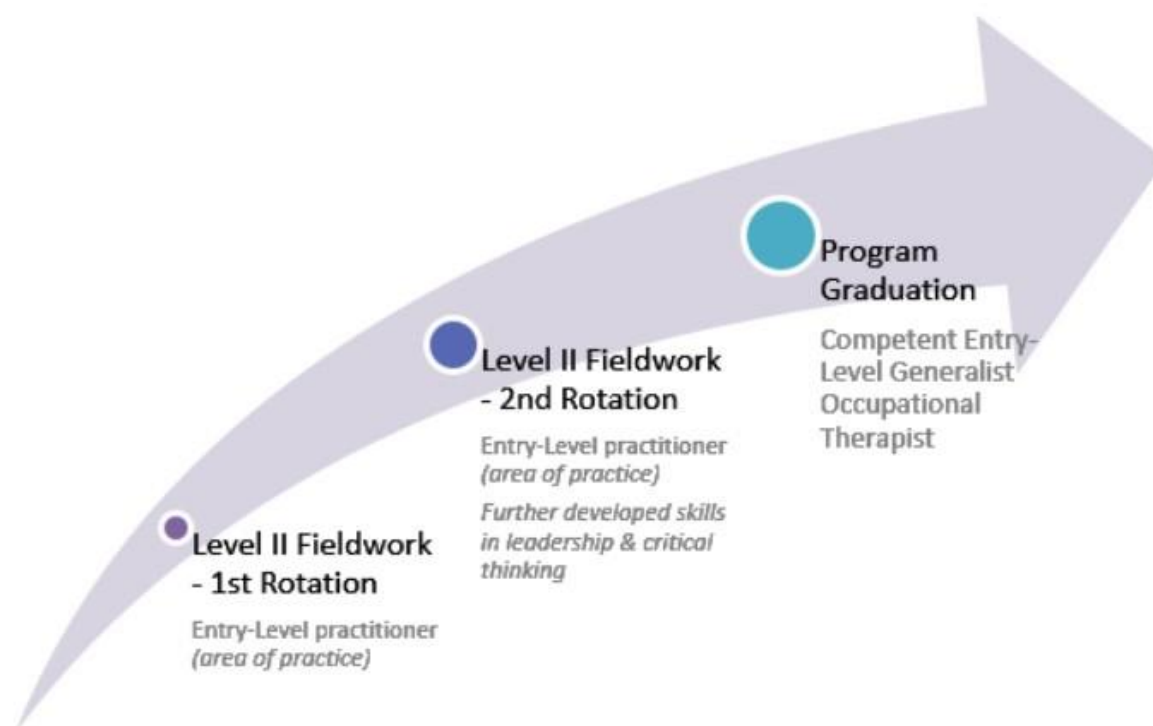 Program
Graduation
Competent Entry-
Level Generalist
Occupational
Therapist
Level II Fieldwork
- 2nd Rotation
Entry-Level practitioner
(area of practice)
Further developed skills
in leadership & critical
thinking
Level II Fieldwork
- 1st Rotation
Entry-Level practitioner
(area of practice)